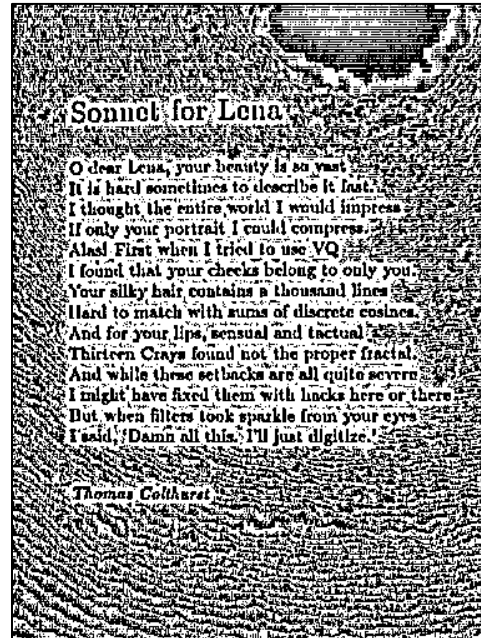 Sonnet for Lena
O dear Lena, your beauty is so vast
It is hard sometimes to describe it fast.
I thought the entire world I would impress
If only your portrait I could compress.
Alas! First when I tried to use VQ
I found that your cheeks belong to only you.
Your silky hair contains a thousand lines
Hard to match with sums of discrete cosines.
And for your lips, sensual and tactual
Thirteen Crays found not the proper fractal.
And while these setbacks are all quite severe
I might have fixed them with hacks here or there
But when filters took sparkle from your eyes
I said, 'Damn all this. I'll just digitize.'
Thomas Colthurst